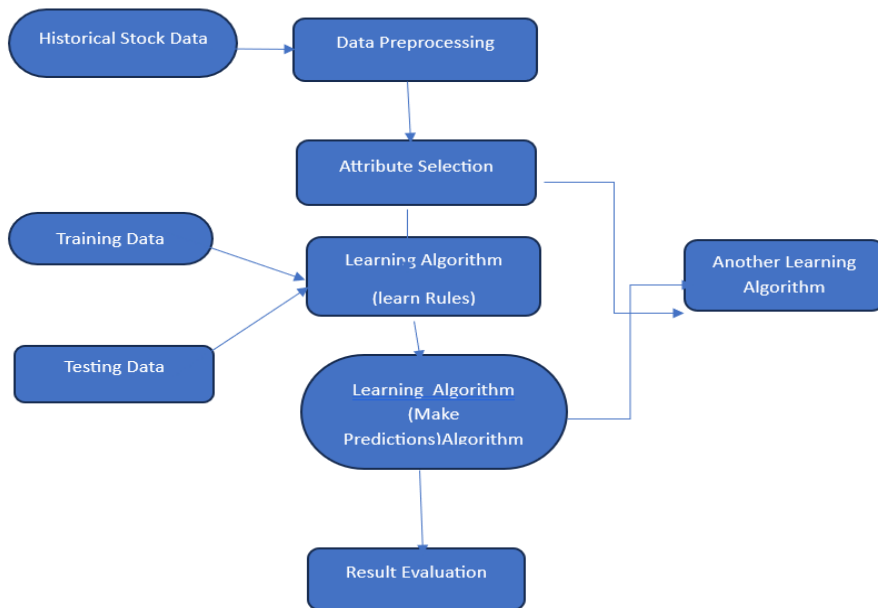 Historical Stock Data
Data Preprocessing
Attribute Selection
Training Data
Learning Algorithm
(learn Rules)
Another Learning
Algorithm
Testing Data
Learning Algorithm
(Make
Predictions)Algorithm
Result Evaluation